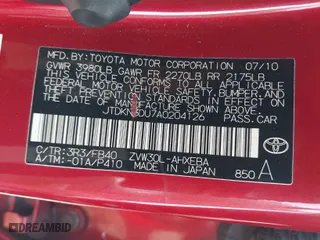 MFD. BY: TOYOTA MOTOR CORPORATION 07/10
GVWR 3980LB GAWR FR 2270LB RR 2175LB
THIS VEHICLE CONFORMS TO ALL APPLICABLE
FEDERAL MOTOR VEHICLE SAFETY, BUMPER, AND
THEFT PREVENTION STANDARDS IN EFFECT ON THE
DATE OF MANUFACTURE SHOWN ABOVE.
JTDKN3DU7A0204126
C/TR: 3R3/FB40 ZVW30L-AHXEBA
A/TM: -01A/P410 MADE IN JAPAN 850 A
TOYOTA
DREAMBID